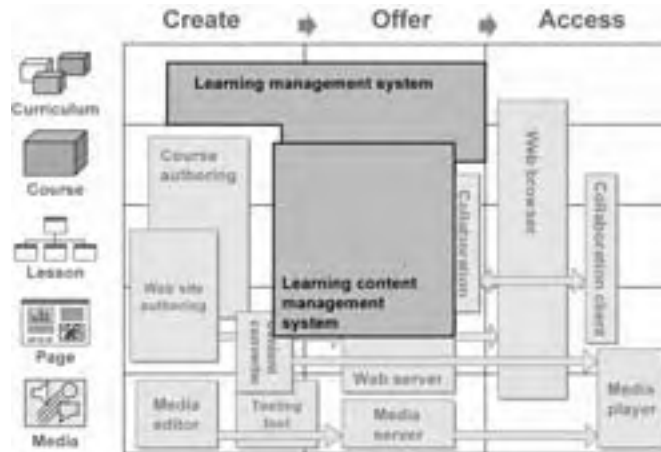 Create
Offer
Access
Curriculum
Course
Lesson
Page
Media
Learning management system
Course
authoring
Web site
authoring
Learning content
management
system
Collaboration
Web browser
Collaboration client
Content
converter
Web server
Media
editor
Testing
tool
Media
server
Media
player